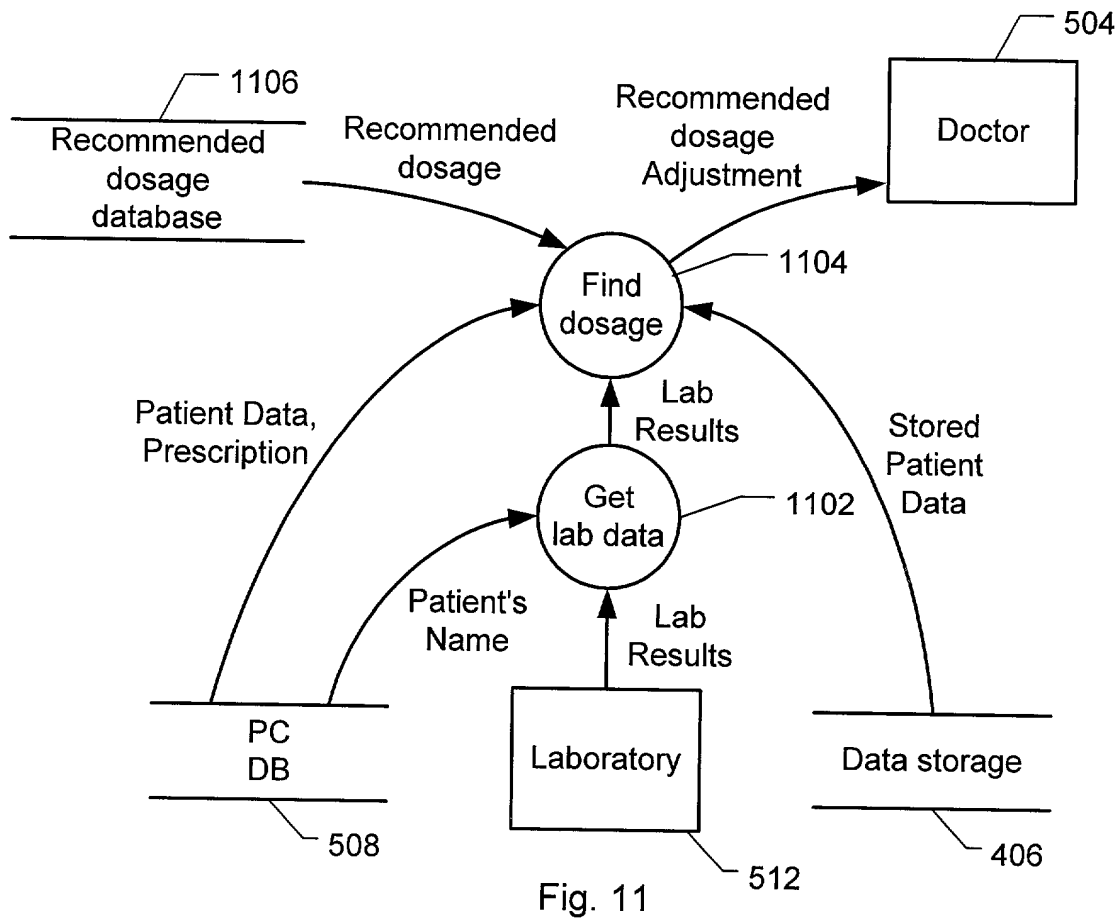 504
1106
Recommended
dosage
database
Recommended
dosage
Recommended
dosage
Adjustment
Doctor
1104
Find
dosage
Patient Data,
Prescription
Lab
Results
Stored
Patient
Data
Get
lab data
1102
Patient's
Name
Lab
Results
PC
DB
Laboratory
Data storage
508
512
406
Fig. 11